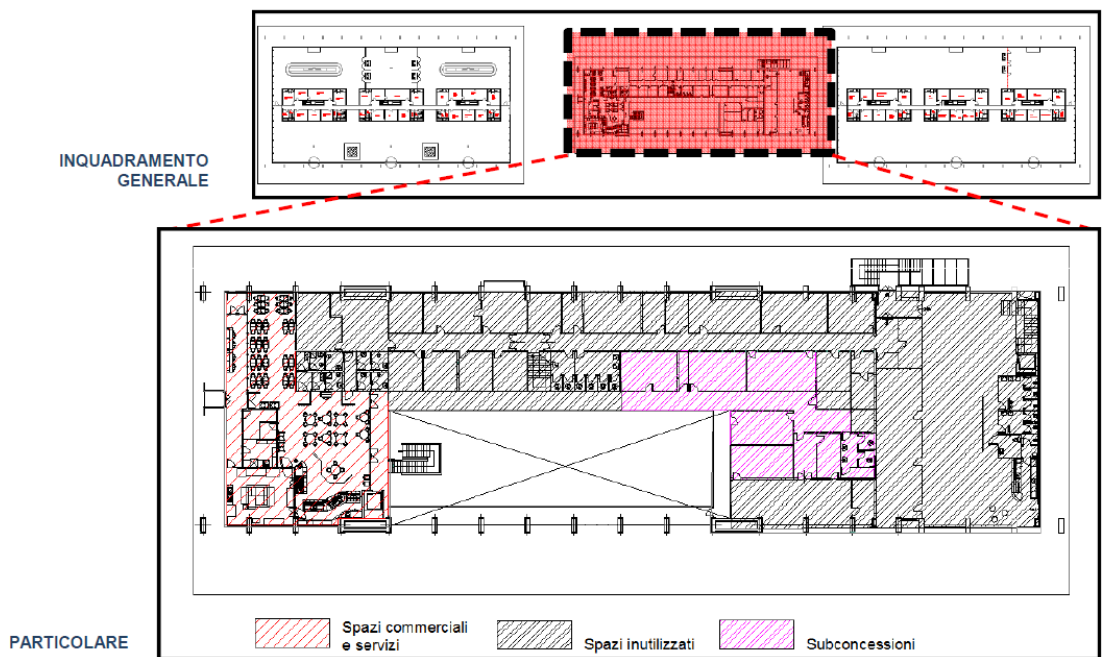 INQUADRAMENTO
GENERALE
PARTICOLARE
Spazi commerciali
e servizi
Spazi inutilizzati
Subconcessioni